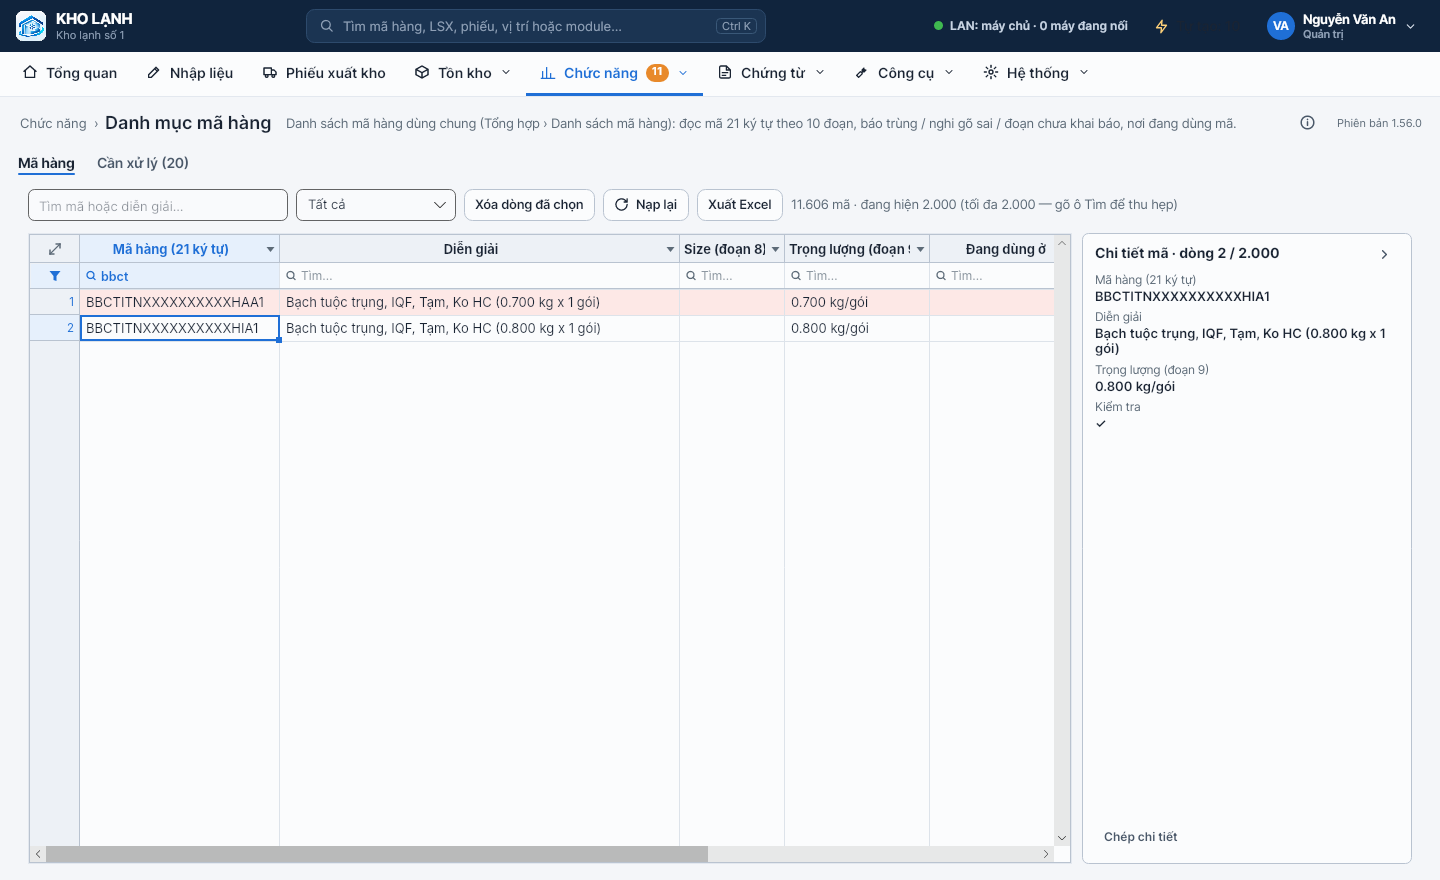 KHO LẠNH
Kho lạnh số 1
Tìm mã hàng, LSX, phiếu, vị trí hoặc module...
Ctrl K
LAN: máy chủ · 0 máy đang nối
VA
Nguyễn Văn An
Quản trị
Tổng quan
Nhập liệu
Phiếu xuất kho
Tồn kho
Chức năng 11
Chứng từ
Công cụ
Hệ thống
Chức năng › Danh mục mã hàng
Danh sách mã hàng dùng chung (Tổng hợp › Danh sách mã hàng): đọc mã 21 ký tự theo 10 đoạn, báo trùng / nghi gõ sai / đoạn chưa khai báo, nơi đang dùng mã.
Phiên bản 1.56.0
Mã hàng
Cần xử lý (20)
Tìm mã hoặc diễn giải...
Tất cả
Xóa dòng đã chọn
Nạp lại
Xuất Excel
11.606 mã · đang hiện 2.000 (tối đa 2.000 — gõ ô Tìm để thu hẹp)
Mã hàng (21 ký tự)
Diễn giải
Size (đoạn 8)
Trọng lượng (đoạn 9
Đang dùng ở
bbct
Tìm...
Tìm...
Tìm...
Tìm...
1
BBCTITNXXXXXXXXXXHAA1
Bạch tuộc trụng, IQF, Tạm, Ko HC (0.700 kg x 1 gói)
0.700 kg/gói
2
BBCTITNXXXXXXXXXXHIA1
Bạch tuộc trụng, IQF, Tạm, Ko HC (0.800 kg x 1 gói)
0.800 kg/gói
Chi tiết mã · dòng 2 / 2.000
Mã hàng (21 ký tự)
BBCTITNXXXXXXXXXXHIA1
Diễn giải
Bạch tuộc trụng, IQF, Tạm, Ko HC (0.800 kg x 1
gói)
Trọng lượng (đoạn 9)
0.800 kg/gói
Kiểm tra
✓
Chép chi tiết